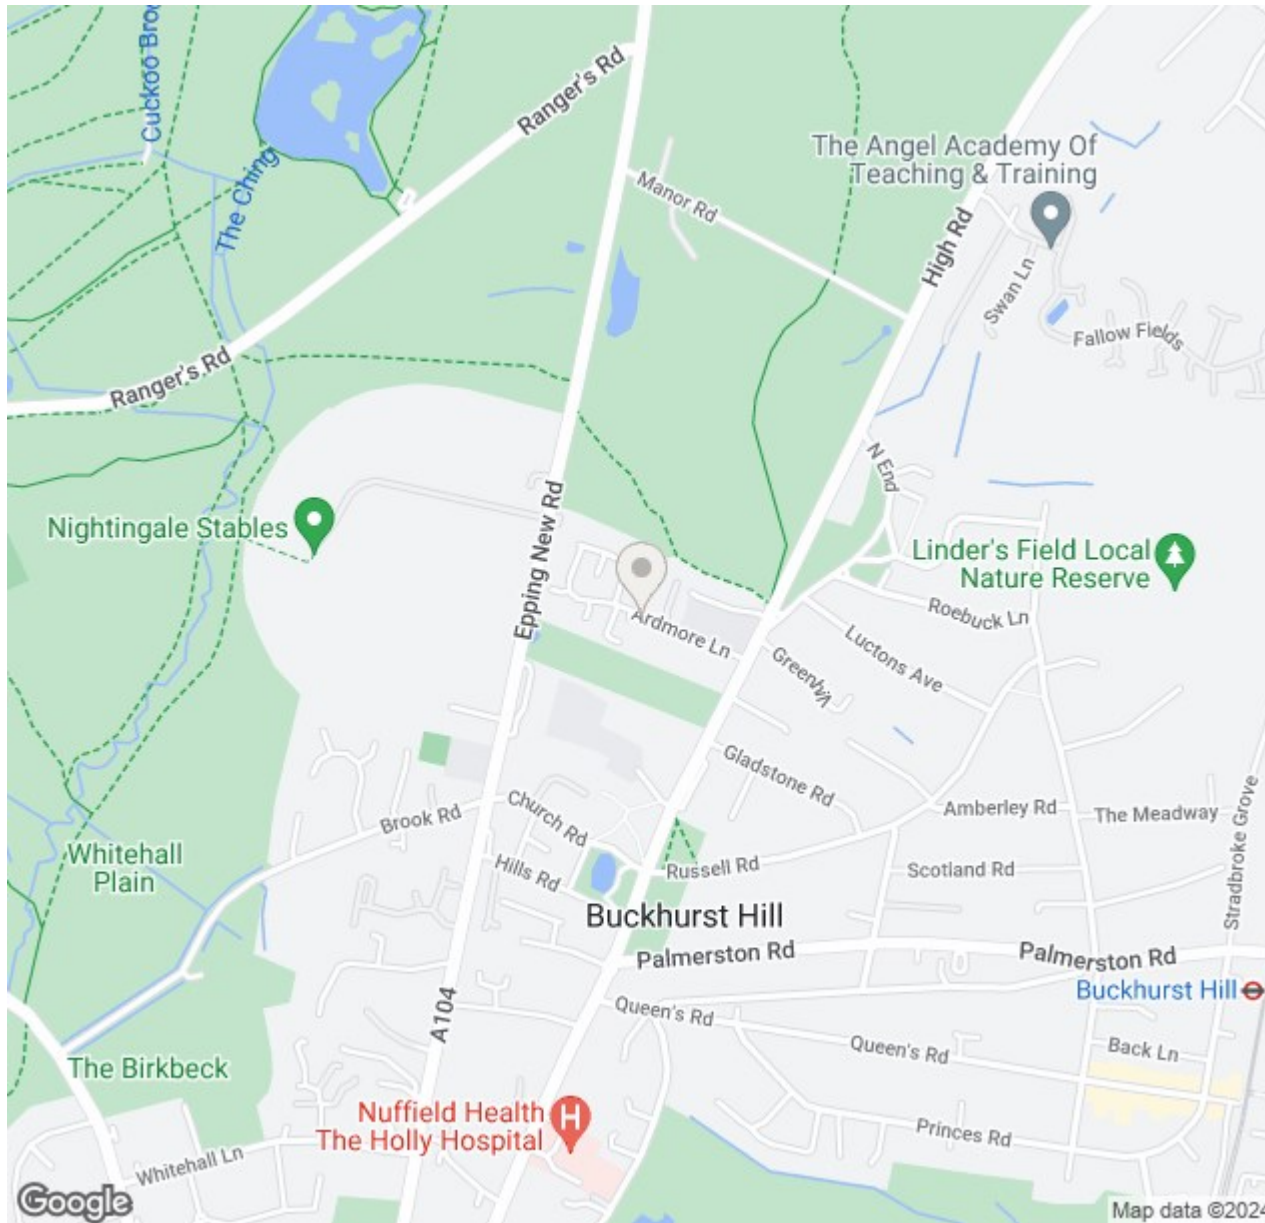 Cuckoo Broo
The Ching
Ranger's Rd
Manor Rd
The Angel Academy Of
Teaching & Training
High Rd
Swan Ln
Fallow Fields
Ranger's Rd
N End
Nightingale Stables
Epping New Rd
Linder's Field Local
Nature Reserve
Roebuck Ln
Ardmore Ln
Luctons Ave
Gladstone Rd
Stradbroke Grove
Amberley Rd
The Meadway
Church Rd
Brook Rd
Whitehall
Plain
Hills Rd
Russell Rd
Scotland Rd
Buckhurst Hill
Palmerston Rd
Palmerston Rd
Buckhurst Hill
A104
Queen's Rd
Queen's Rd
Back Ln
The Birkbeck
Nuffield Health
The Holly Hospital
H
Princes Rd
Whitehall Ln
Google
Map data ©2024